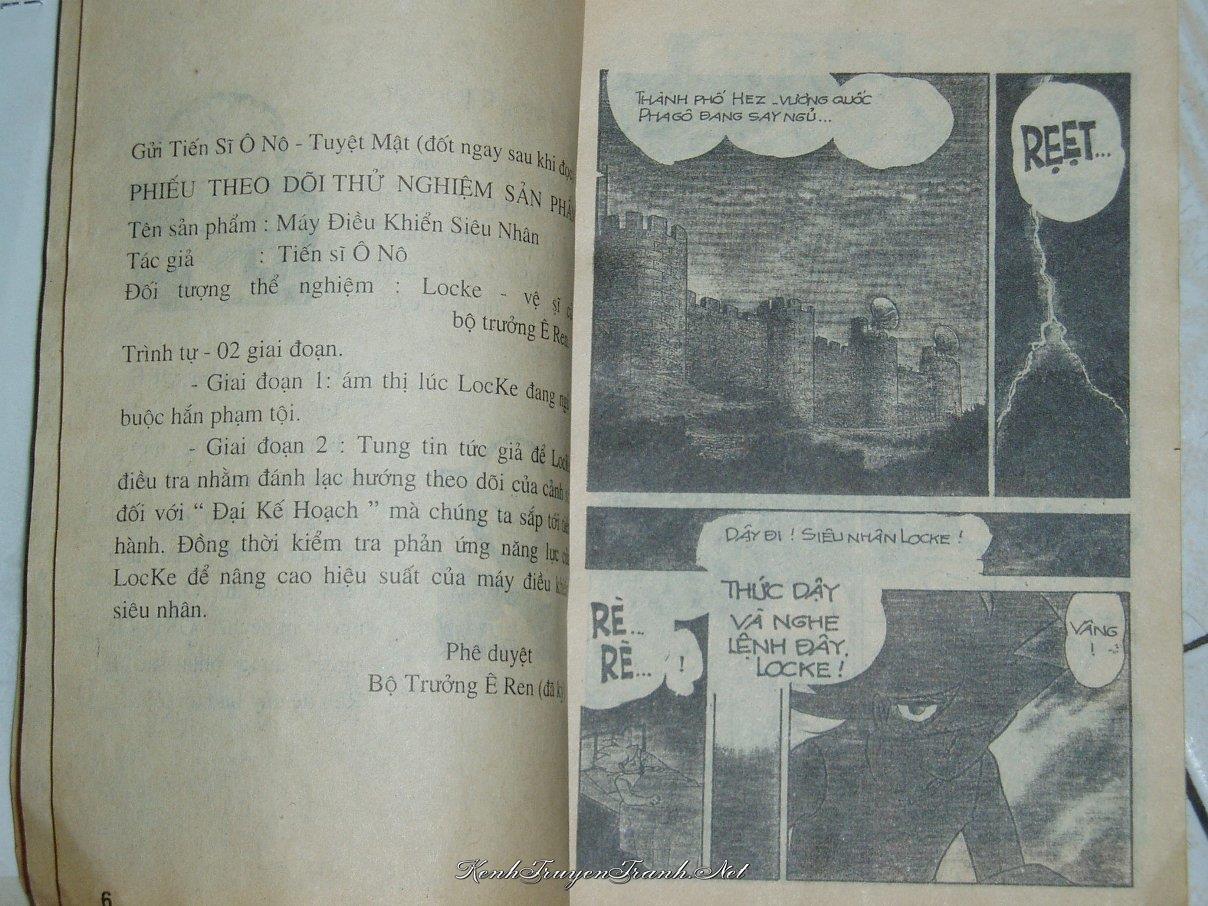 Gửi Tiến Sĩ Ô Nô - Tuyệt Mật (đốt ngay sau khi
PHIẾU THEO DÕI THỬ NGHIỆM SẢN
Tên sản phẩm : Máy Điều Khiển Siêu Nhân
Tác giả : Tiến sĩ Ô Nô
Đối tượng thể nghiệm : Locke - vệ sĩ
bộ trưởng Ê Ren
Trình tự - 02 giai đoạn.
- Giai đoạn 1: ám thị lúc LocKe đang
buộc hắn phạm tội.
- Giai đoạn 2 : Tung tin tức giả để
điều tra nhằm đánh lạc hướng theo dõi của cảnh
đối với “ Đại Kế Hoạch ” mà chúng ta sắp tới
hành. Đồng thời kiểm tra phản ứng năng lực
LocKe để nâng cao hiệu suất của máy điều
siêu nhân.
Phê duyệt
Bộ Trưởng Ê Ren (đã
6
THÀNH PHỐ HEZ - VƯƠNG QUỐC
PHAGÔ ĐANG SAY NGỦ...
RẸẸT...
DẬY ĐI ! SIÊU NHÂN LOCKE !
RÈ...
RÈ... !
THỨC DẬY
VÀ NGHE
LỆNH ĐÂY,
LOCKE !
VÂNG
!
KenhTruyenTranh.Net